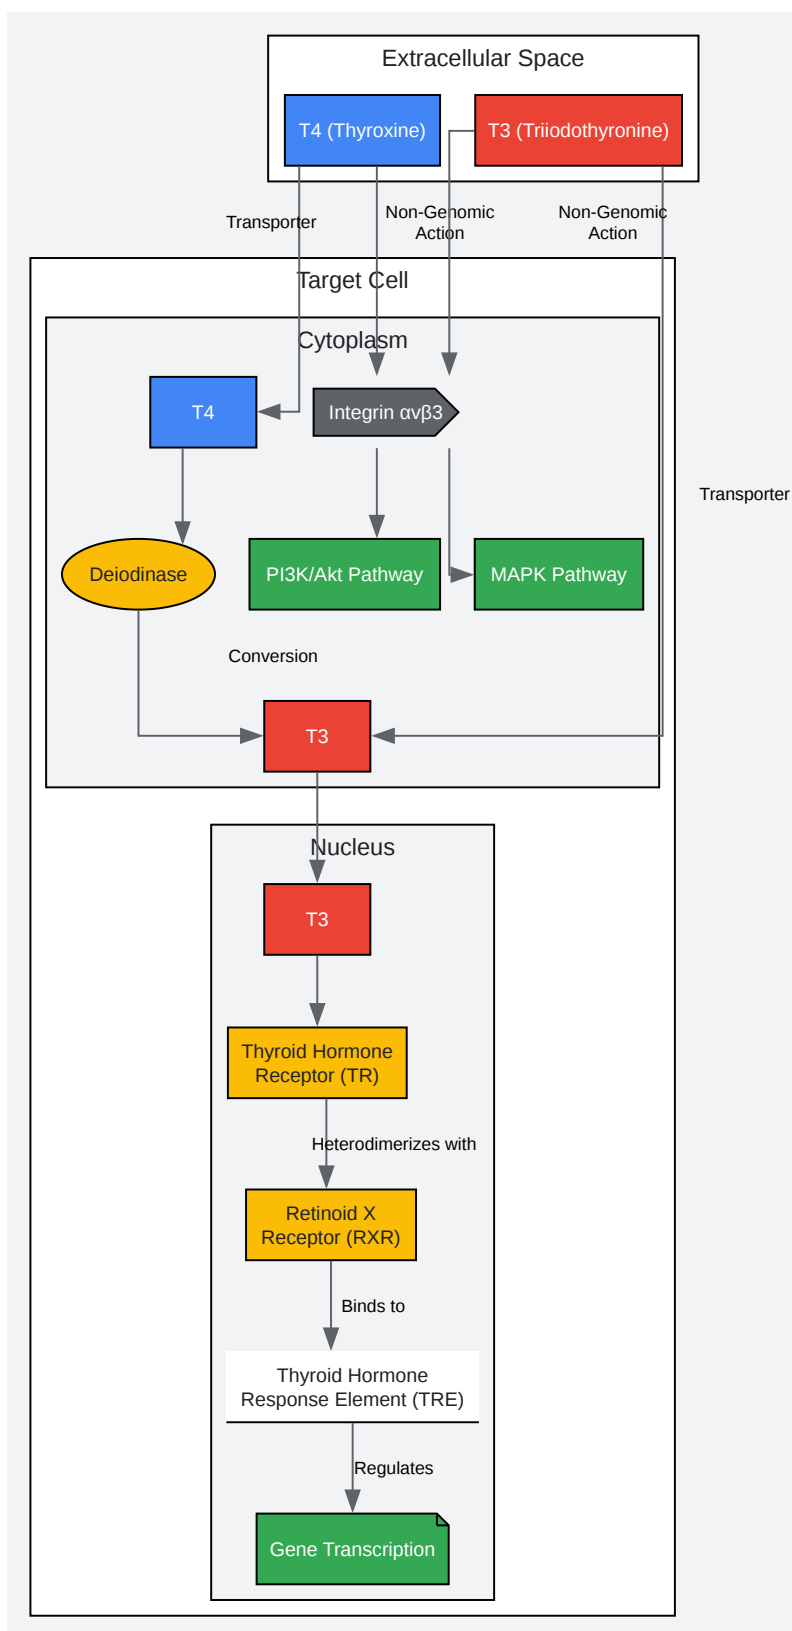 Extracellular Space
T4 (Thyroxine)
T3 (Triiodothyronine)
Transporter
Non-Genomic
Action
Non-Genomic
Action
Target Cell
Cytoplasm
T4
Integrin αvβ3
Transporter
Deiodinase
PI3K/Akt Pathway
MAPK Pathway
Conversion
T3
Nucleus
T3
Thyroid Hormone
Receptor (TR)
Heterodimerizes with
Retinoid X
Receptor (RXR)
Binds to
Thyroid Hormone
Response Element (TRE)
Regulates
Gene Transcription